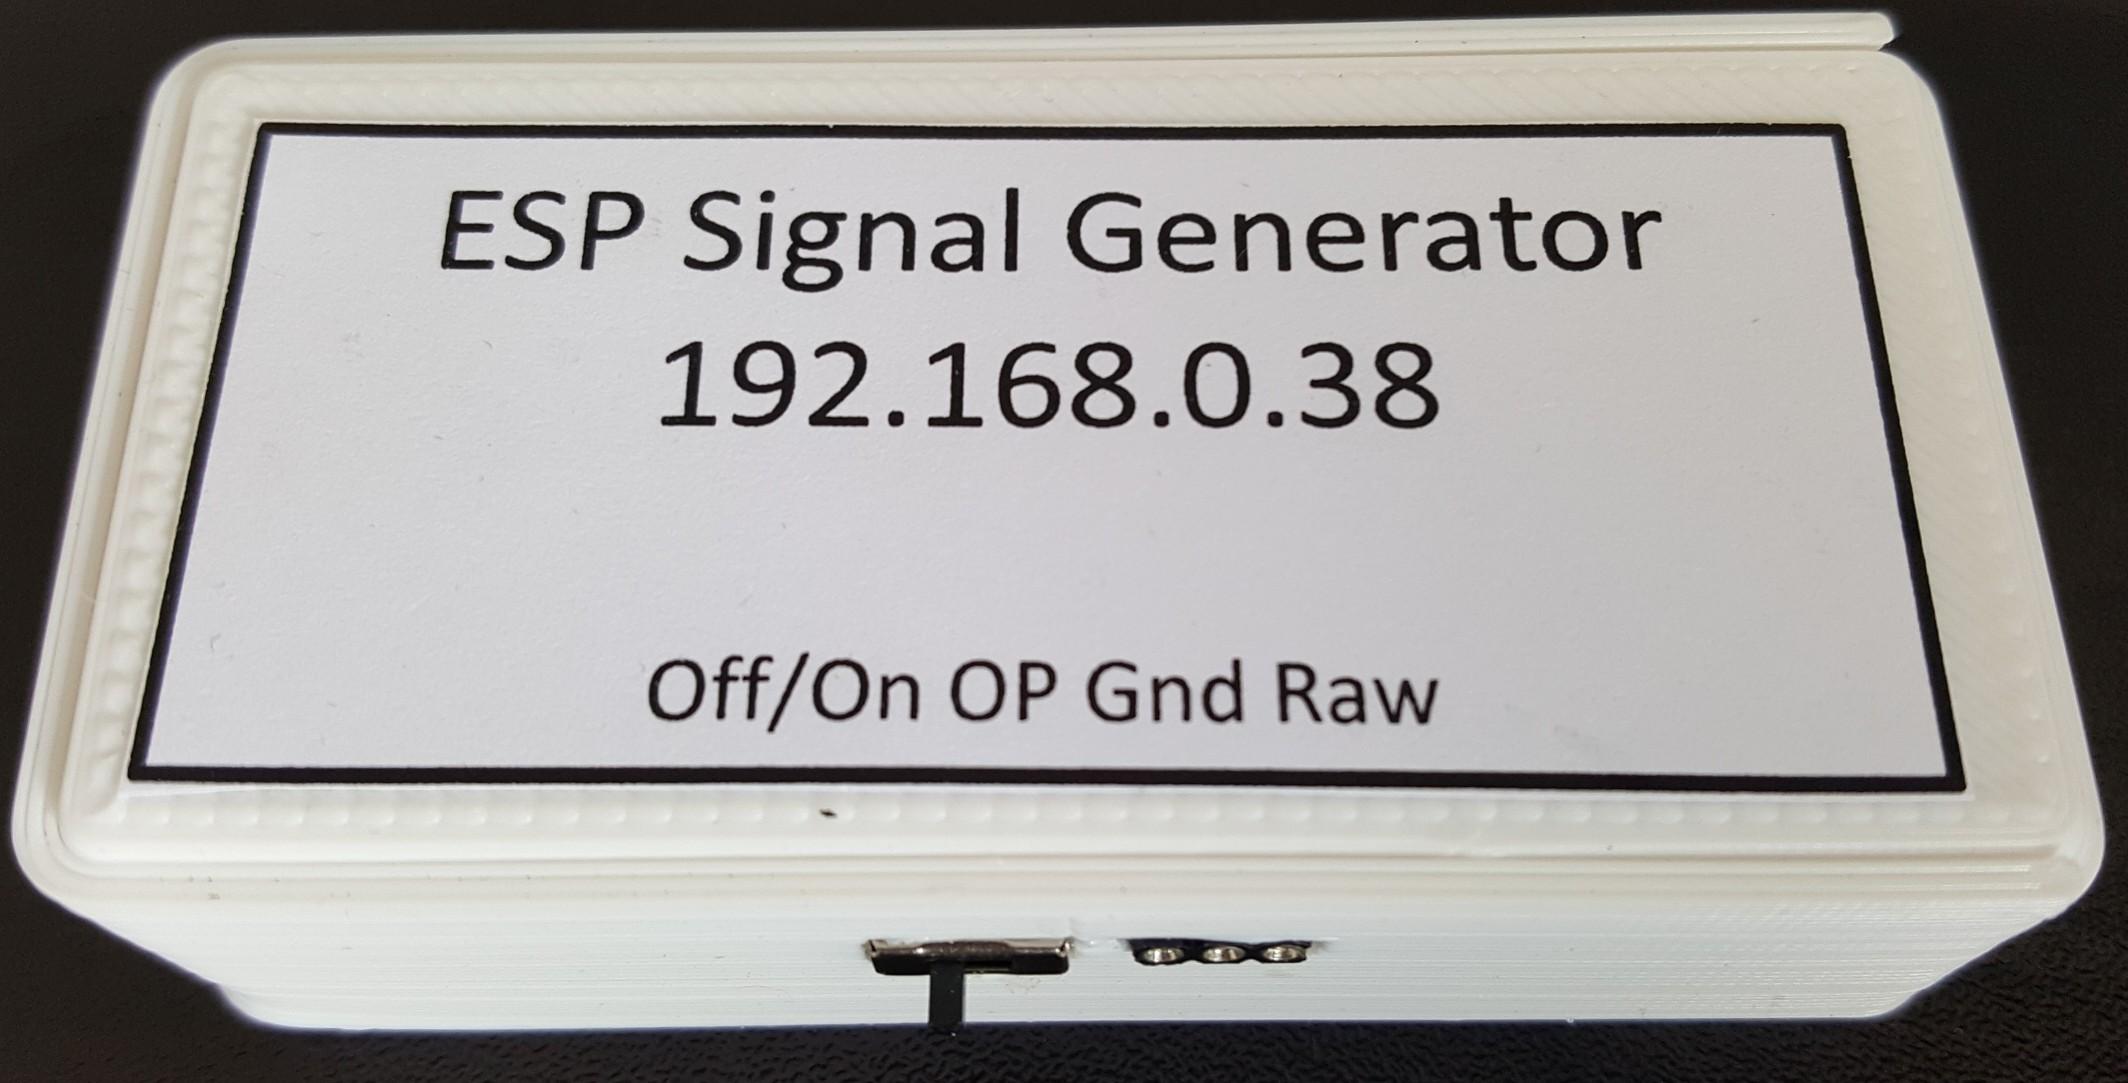 ESP Signal Generator
192.168.0.38
Off/On OP Gnd Raw